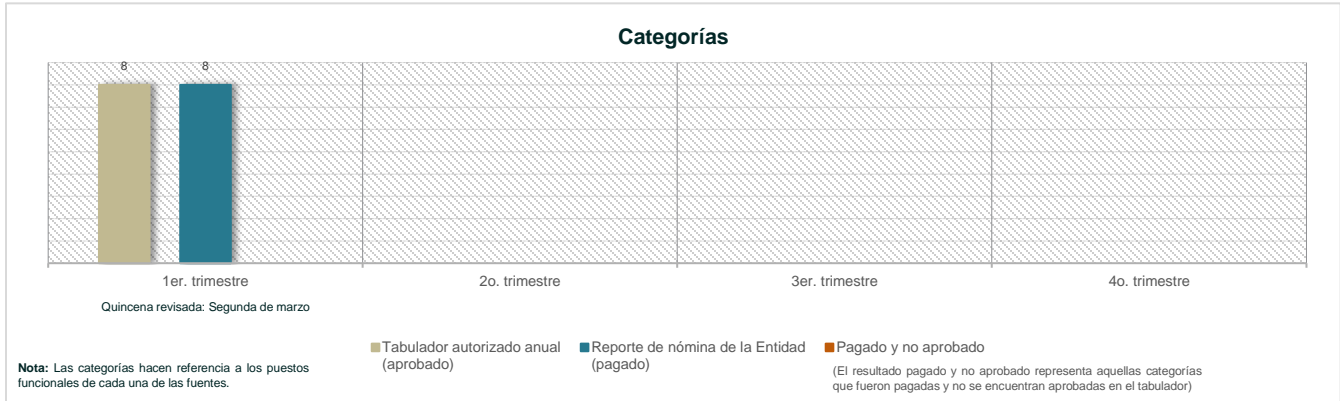 Categorías
8 8
1er. trimestre 2o. trimestre 3er. trimestre 4o. trimestre
Quincena revisada: Segunda de marzo
Tabulador autorizado anual
(aprobado)
Reporte de nómina de la Entidad
(pagado)
Pagado y no aprobado
(El resultado pagado y no aprobado representa aquellas categorías
que fueron pagadas y no se encuentran aprobadas en el tabulador)
Nota: Las categorías hacen referencia a los puestos
funcionales de cada una de las fuentes.